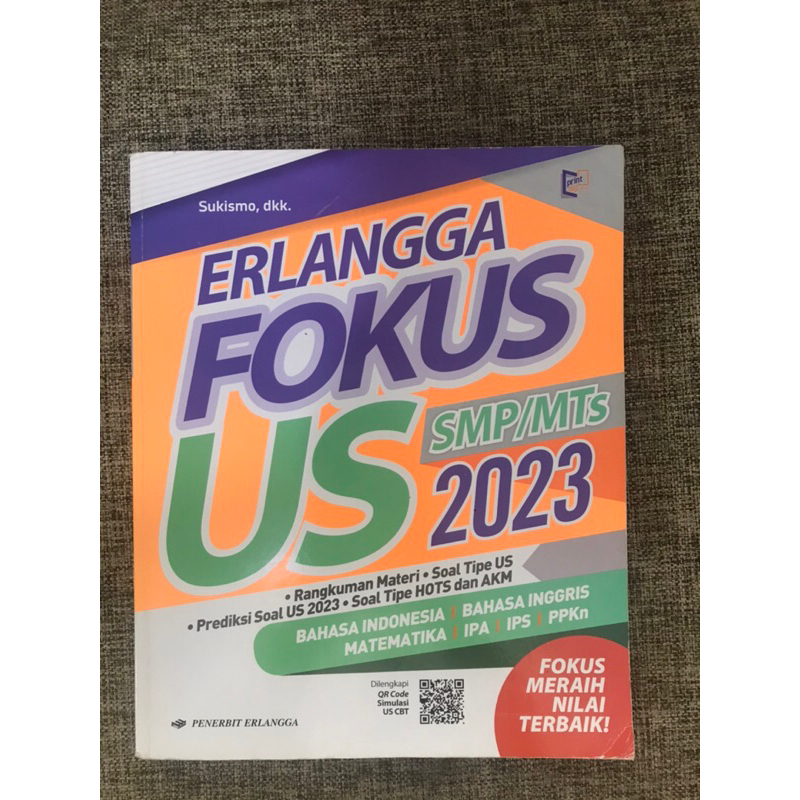 print
Sukismo, dkk.
ERLANGGA
FOKUS
US
SMP/MTs
2023
• Rangkuman Materi • Soal Tipe US
• Prediksi Soal US 2023 • Soal Tipe HOTS dan AKM
BAHASA INDONESIA | BAHASA INGGRIS
MATEMATIKA | IPA | IPS | PPKn
Dilengkapi
QR Code
Simulasi
US CBT
FOKUS
MERAIH
NILAI
TERBAIK!
PENERBIT ERLANGGA